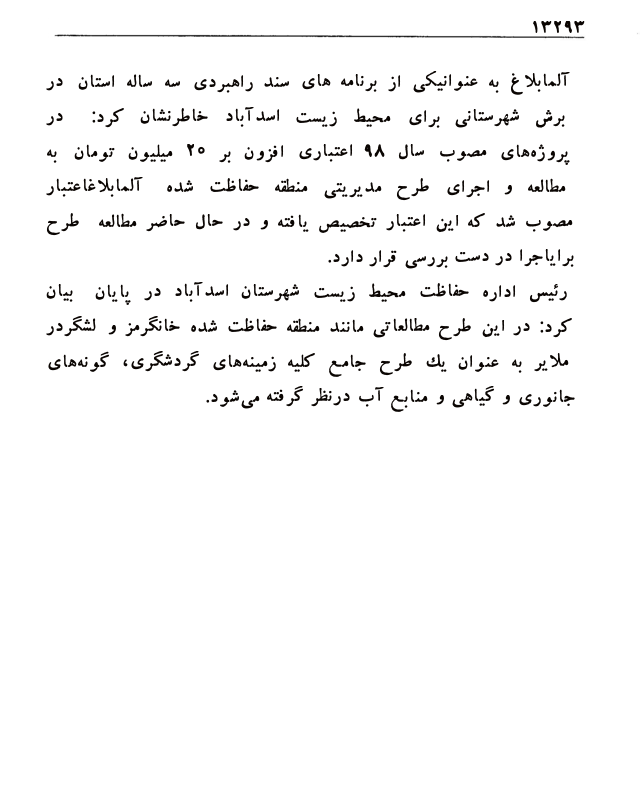 ۱۳۲۹۳
آلمابلاغ به عنوانیکی از برنامه های سند راهبردی سه ساله استان در
برش شهرستانی برای محیط زیست اسدآباد خاطرنشان کرد: در
پروژه‌های مصوب سال ۹۸ اعتباری افزون بر ۲۵ میلیون تومان به
مطالعه و اجرای طرح مدیریتی منطقه حفاظت شده آلمابلاغاعتبار
مصوب شد که این اعتبار تخصیص یافته و در حال حاضر مطالعه طرح
برایاجرا در دست بررسی قرار دارد.
رئیس اداره حفاظت محیط زیست شهرستان اسدآباد در پایان بیان
کرد: در این طرح مطالعاتی مانند منطقه حفاظت شده خانگرمز و لشگردر
ملایر به عنوان یك طرح جامع کلیه زمینه‌های گردشگری، گونه‌های
جانوری و گیاهی و منابع آب درنظر گرفته می‌شود.